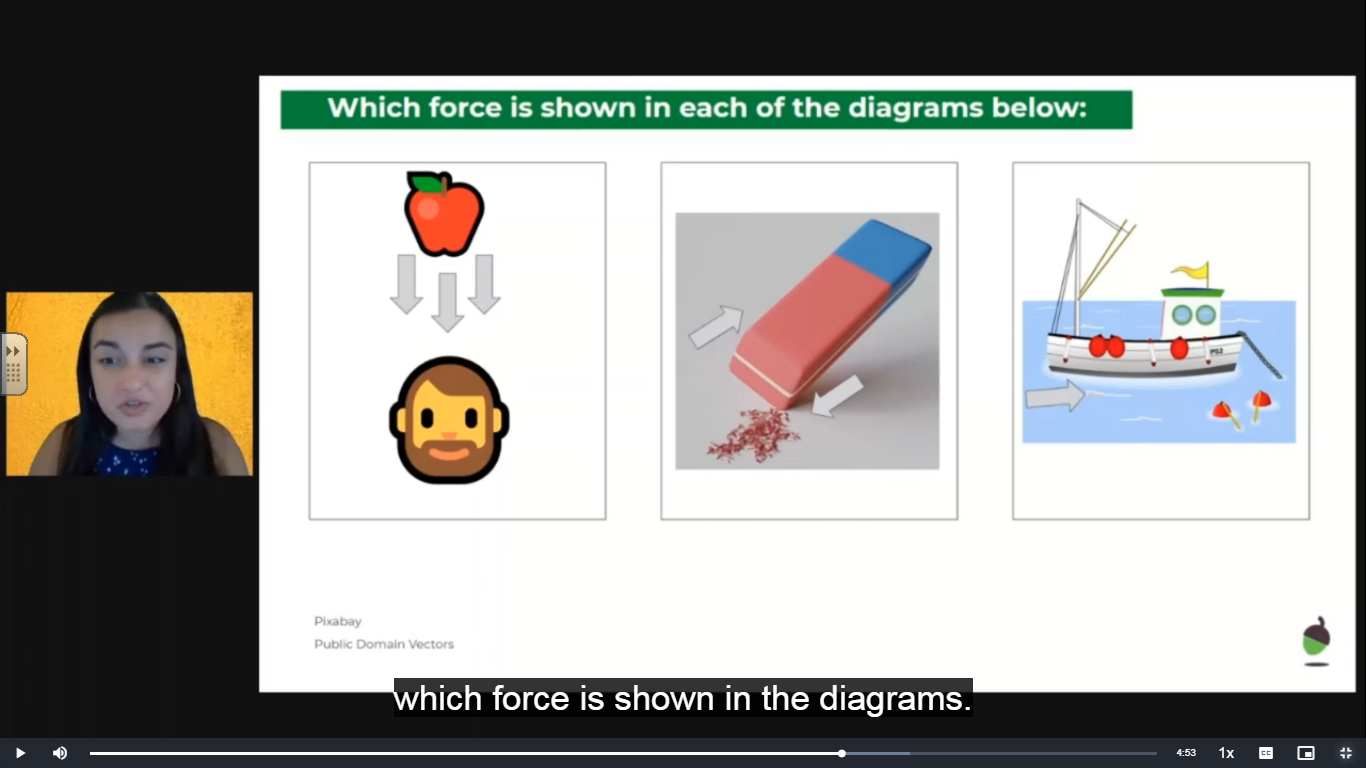 Which force is shown in each of the diagrams below:
PS2
Pixabay
Public Domain Vectors
which force is shown in the diagrams.
4:53
1x
CC